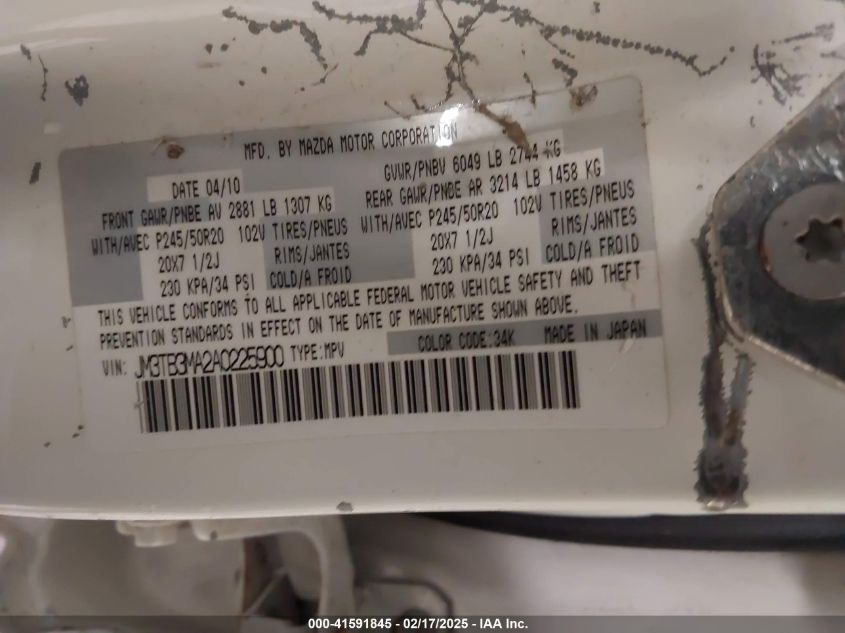 MFD. BY MAZDA MOTOR CORPORATION
DATE 04/10
GVWR/PNBV 6049 LB 2744 KG
FRONT GAWR/PNBE AV 2881 LB 1307 KG
REAR GAWR/PNBE AR 3214 LB 1458 KG
WITH/AVEC P245/50R20 102V TIRES/PNEUS
WITH/AVEC P245/50R20 102V TIRES/PNEUS
20X7 1/2J RIMS/JANTES
20X7 1/2J RIMS/JANTES
230 KPA/34 PSI COLD/A FROID
230 KPA/34 PSI COLD/A FROID
THIS VEHICLE CONFORMS TO ALL APPLICABLE FEDERAL MOTOR VEHICLE SAFETY AND THEFT
PREVENTION STANDARDS IN EFFECT ON THE DATE OF MANUFACTURE SHOWN ABOVE.
COLOR CODE:34K MADE IN JAPAN
VIN: JM3TB3MA2A0225900 TYPE:MPV
000-41591845 - 02/17/2025 - IAA Inc.